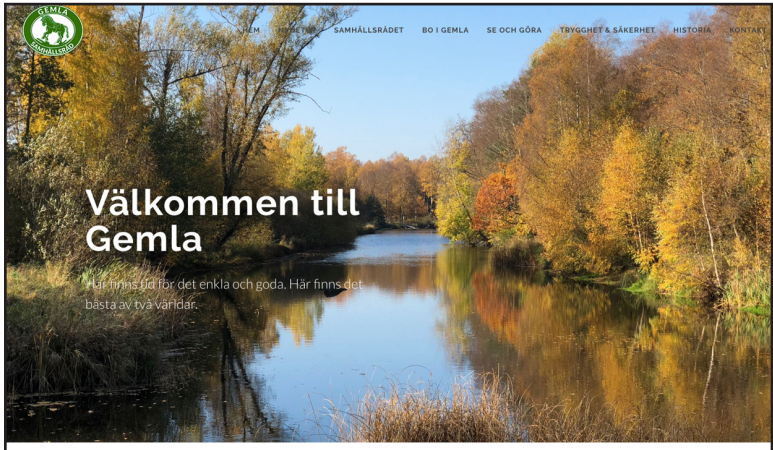 GEMLA
SAMHÄLLSRÅD
HEM NYHETER SAMHÄLLSRÅDET BO I GEMLA SE OCH GÖRA TRYGGHET & SÄKERHET HISTORIA KONTAKT
Välkommen till
Gemla
Här finns tid för det enkla och goda. Här finns det
bästa av två världar.